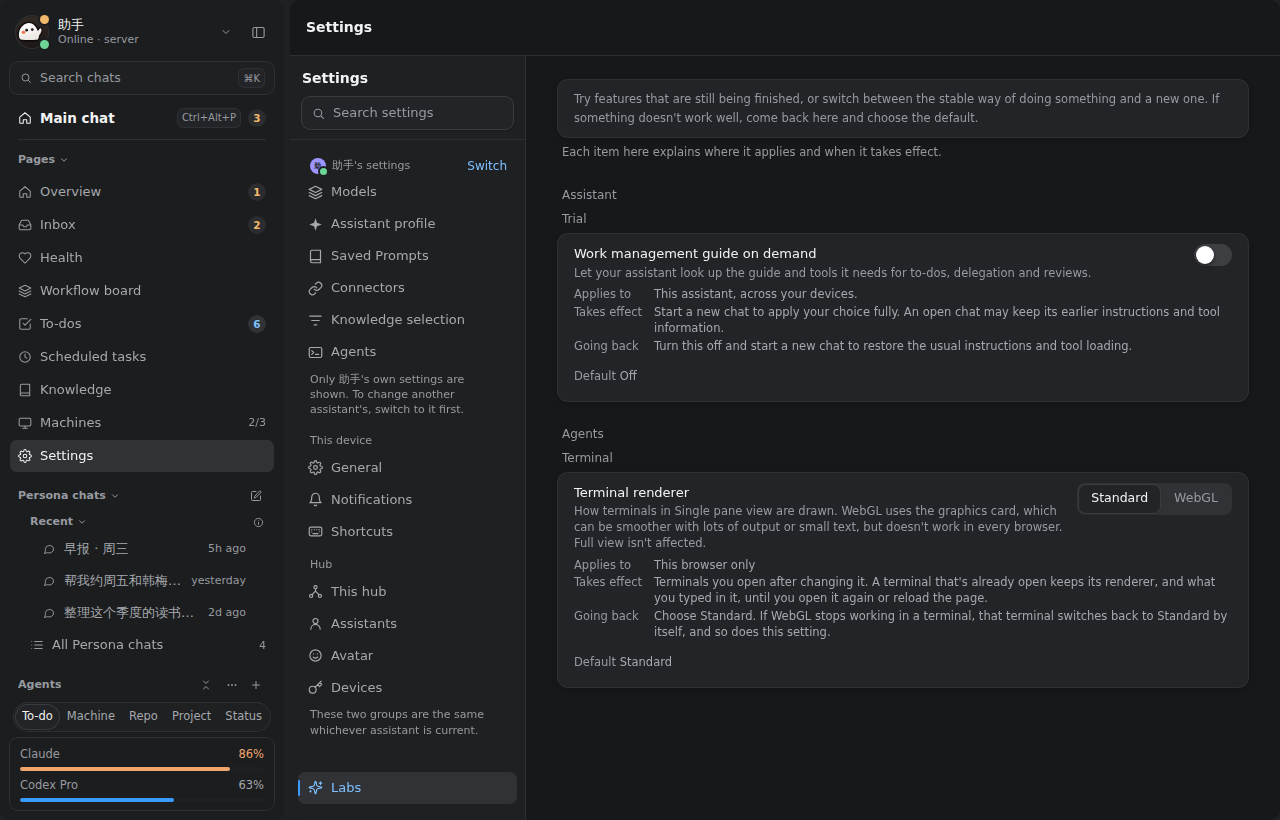 助手
Online · server
Search chats
⌘K
Main chat
Ctrl+Alt+P
3
Pages
Overview
1
Inbox
2
Health
Workflow board
To-dos
6
Scheduled tasks
Knowledge
Machines
2/3
Settings
Persona chats
Recent
早报 · 周三
5h ago
帮我约周五和韩梅...
yesterday
整理这个季度的读书...
2d ago
All Persona chats
4
Agents
To-do
Machine
Repo
Project
Status
Claude
86%
Codex Pro
63%
Settings
Settings
Search settings
助手's settings
Switch
Models
Assistant profile
Saved Prompts
Connectors
Knowledge selection
Agents
Only 助手's own settings are
shown. To change another
assistant's, switch to it first.
This device
General
Notifications
Shortcuts
Hub
This hub
Assistants
Avatar
Devices
These two groups are the same
whichever assistant is current.
Labs
Try features that are still being finished, or switch between the stable way of doing something and a new one. If
something doesn't work well, come back here and choose the default.
Each item here explains where it applies and when it takes effect.
Assistant
Trial
Work management guide on demand
Let your assistant look up the guide and tools it needs for to-dos, delegation and reviews.
Applies to
This assistant, across your devices.
Takes effect
Start a new chat to apply your choice fully. An open chat may keep its earlier instructions and tool
information.
Going back
Turn this off and start a new chat to restore the usual instructions and tool loading.
Default Off
Agents
Terminal
Terminal renderer
Standard
WebGL
How terminals in Single pane view are drawn. WebGL uses the graphics card, which
can be smoother with lots of output or small text, but doesn't work in every browser.
Full view isn't affected.
Applies to
This browser only
Takes effect
Terminals you open after changing it. A terminal that's already open keeps its renderer, and what
you typed in it, until you open it again or reload the page.
Going back
Choose Standard. If WebGL stops working in a terminal, that terminal switches back to Standard by
itself, and so does this setting.
Default Standard